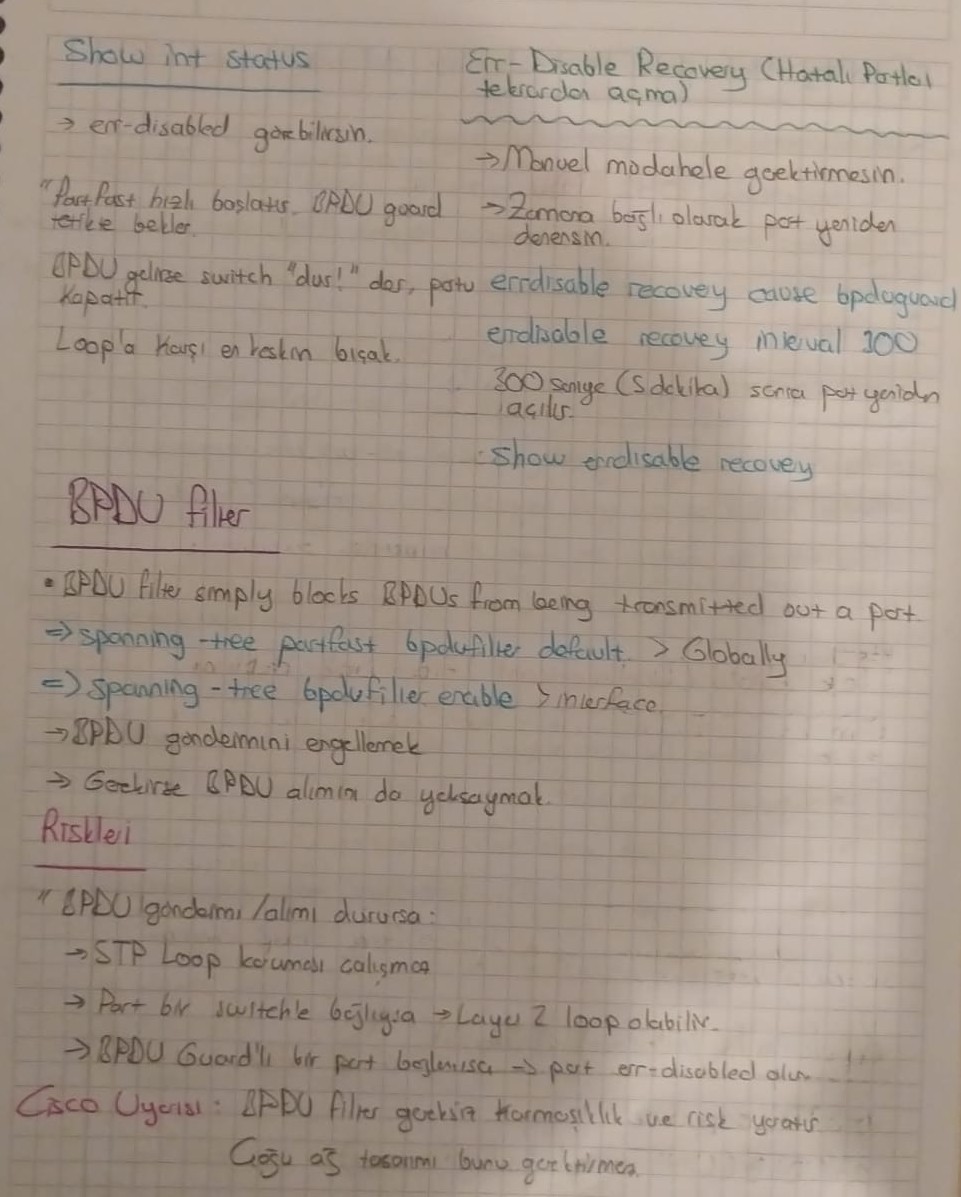 Show int status
→ err-disabled görebilirsin.
"PortFast hızlı başlatır. BPDU guard
tetikte bekler.
BPDU gelirse switch "dur!" der, portu
kapatır.
Loop'a karşı en keskin bıçak.
Err-Disable Recovery (Hatalı Portları
tekrardan açma)
→ Manuel müdahele gerektirmesin.
→ Zamana bağlı olarak port yeniden
denensin.
errdisable recovey cause bpduguard
errdisable recovey interval 300
300 saniye (5 dakika) sonra port yeniden
açılır.
Show errdisable recovey
BPDU filter
• BPDU filter simply blocks BPDUs from being transmitted out a port
⇒ spanning-tree portfast bpdufilter default > Globally
⇒ spanning-tree bpdufilter enable > interface
→ BPDU gönderimini engellemek
→ Gerekirse BPDU alımını da yoksaymak.
Riskleri
" BPDU gönderimi/alımı durursa:
→ STP Loop koruması çalışmaz
→ Port bir switch'e bağlıysa → Layer 2 loop olabilir.
→ BPDU Guard'lı bir port bağlanırsa → port err-disabled olur
Cisco Uyarısı: BPDU filter gereksiz karmaşıklık ve risk yaratır
Çoğu ağ tasarımı bunu gerektirmez.